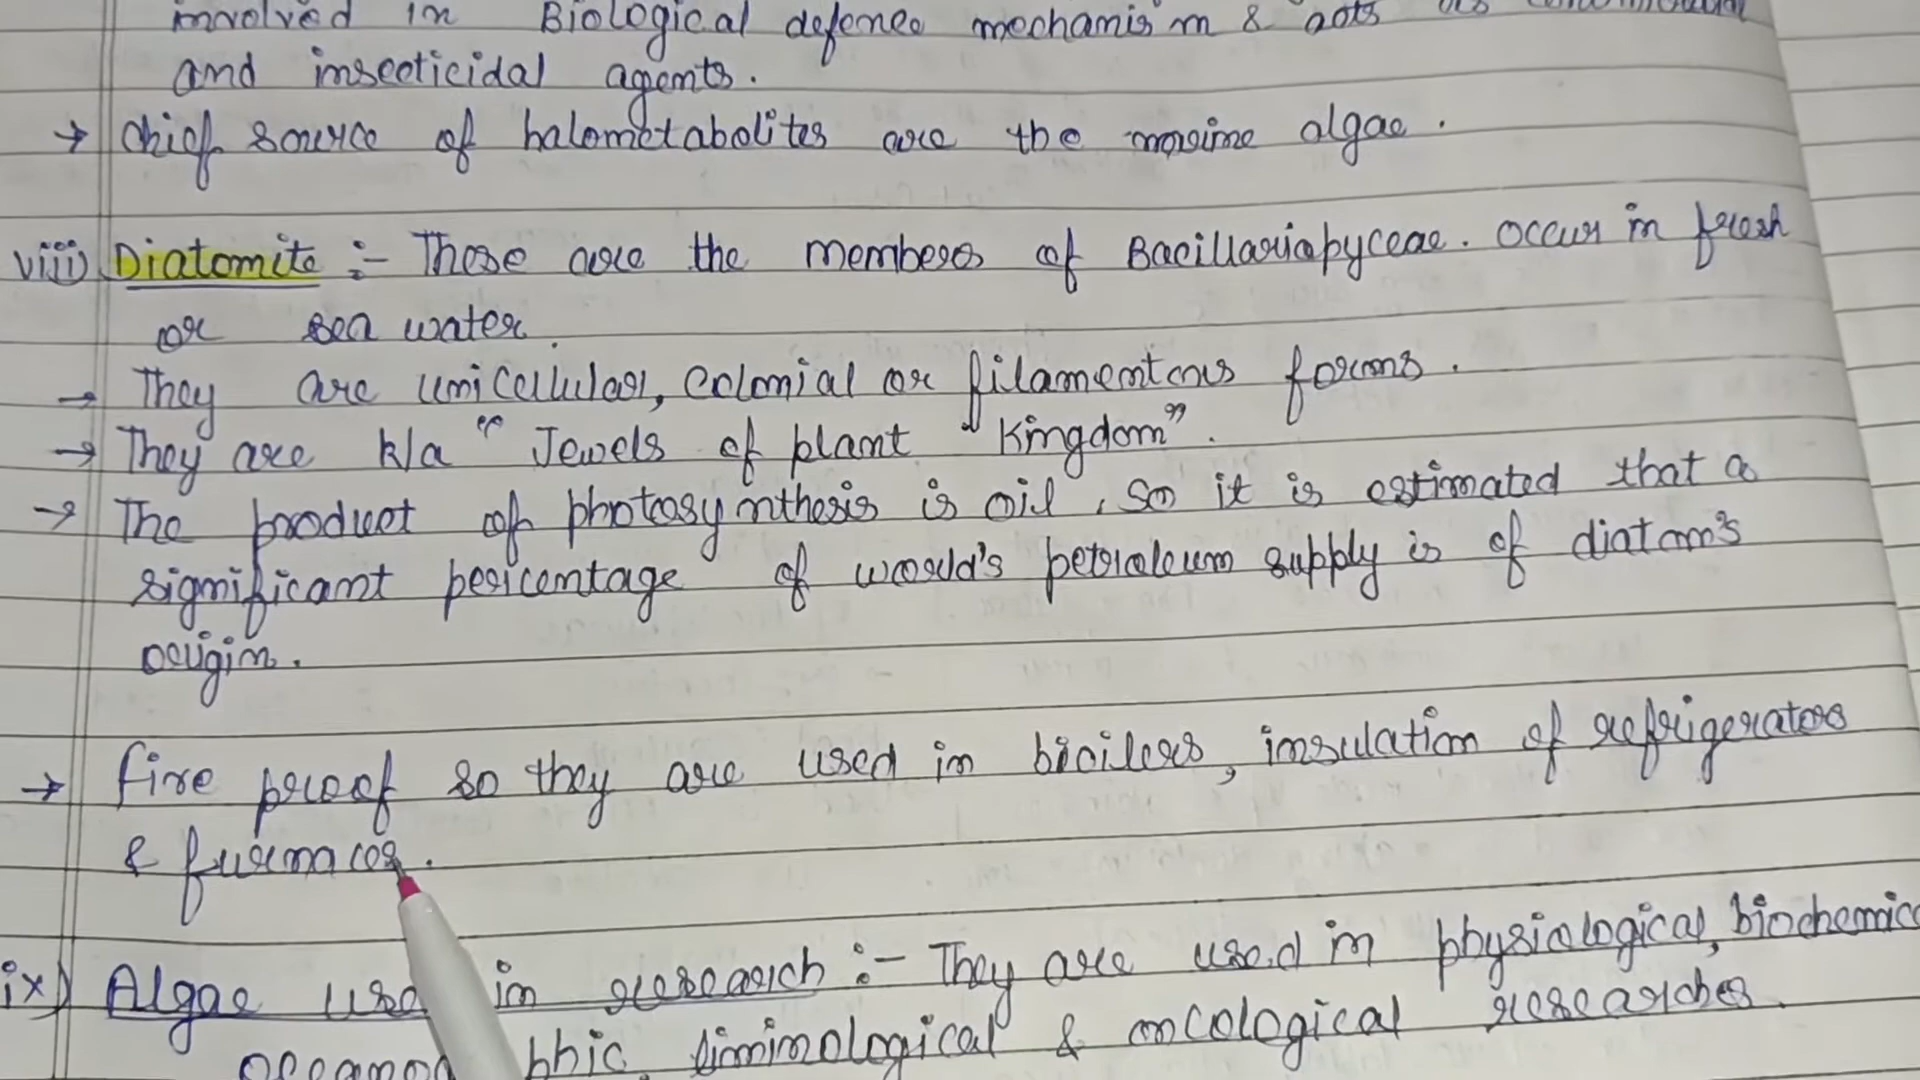 involved in Biological defence mechanism & acts as
and insecticidal agents.
→ Chief source of halometabolites are the marine algae.
viii) Diatomite :- These are the members of Bacillariapyceae. Occur in fresh
or sea water.
→ They are unicellular, colonial or filamentous forms.
→ They are k/a "Jewels of plant "Kingdom".
→ The product of photosynthesis is oil, so it is estimated that a
significant percentage of world's petroleum supply is of diatom's
origin.
→ fire proof so they are used in boilers, insulation of refrigerators
& furnaces.
ix) Algae used in research :- They are used in physiological, biochemic
limnological & oncological researches.